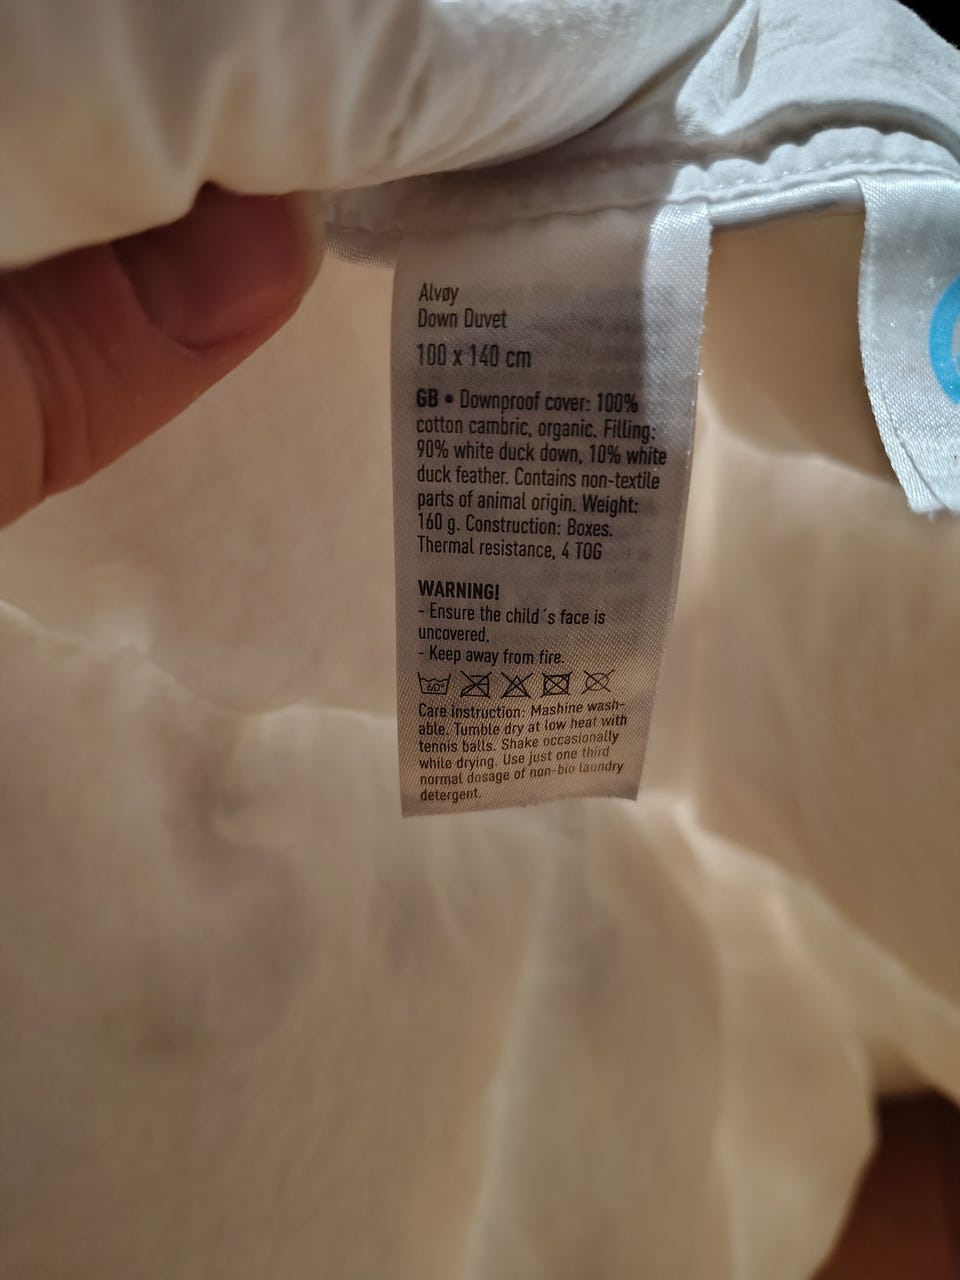 Alvøy
Down Duvet
100 x 140 cm
GB • Downproof cover: 100%
cotton cambric, organic. Filling:
90% white duck down, 10% white
duck feather. Contains non-textile
parts of animal origin. Weight:
160 g. Construction: Boxes.
Thermal resistance, 4 TOG
WARNING!
- Ensure the child´s face is
uncovered.
- Keep away from fire.
60°
Care instruction: Mashine wash-
able. Tumble dry at low heat with
tennis balls. Shake occasionally
while drying. Use just one third
normal dosage of non-bio laundry
detergent.